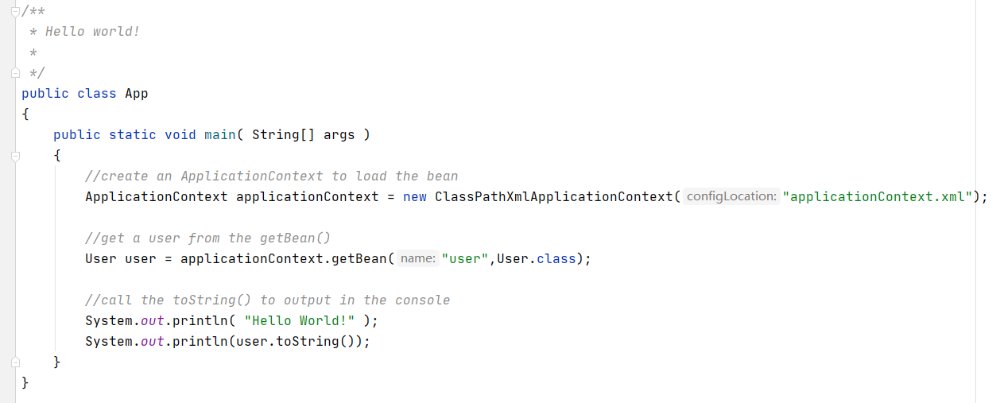 /**
 * Hello world!
 *
 */
public class App
{
    public static void main( String[] args )
    {
        //create an ApplicationContext to load the bean
        ApplicationContext applicationContext = new ClassPathXmlApplicationContext( configLocation: "applicationContext.xml");

        //get a user from the getBean()
        User user = applicationContext.getBean( name: "user",User.class);

        //call the toString() to output in the console
        System.out.println( "Hello World!" );
        System.out.println(user.toString());
    }
}